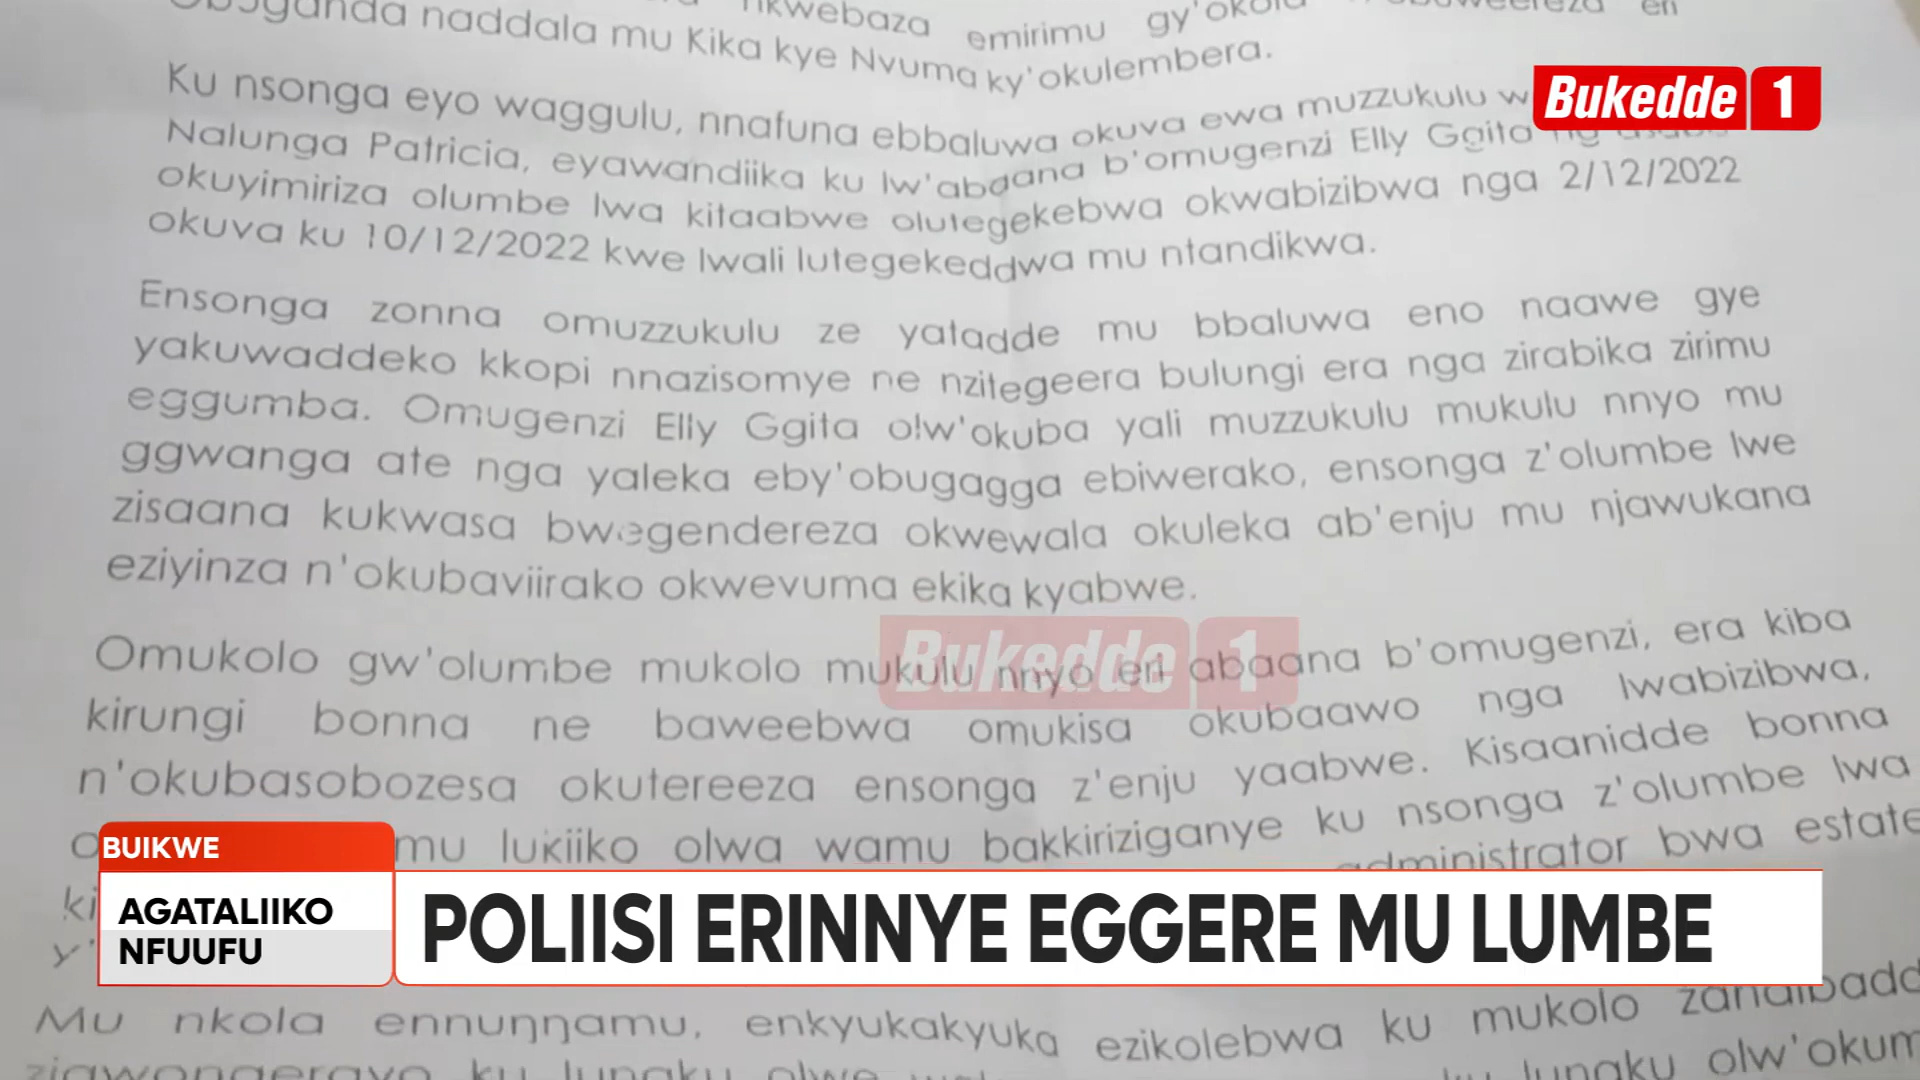 nkwebaza emirimu
naddala mu Kika kye Nvuma ky'okulembera.
Ku nsonga eyo waggulu, nnafuna ebbaluwa okuva ewa muzzukulu
Nalunga Patricia, eyawandiika ku lw'abaana b'omugenzi Elly Ggita
okuyimiriza olumbe lwa kitaabwe olutegekebwa okwabizibwa nga 2/12/2022
okuva ku 10/12/2022 kwe lwali lutegekeddwa mu ntandikwa.
Ensonga zonna omuzzukulu ze yatadde mu bbaluwa eno naawe gye
yakuwaddeko kkopi nnazisomye ne nzitegeera bulungi era nga zirabika zirimu
eggumba. Omugenzi Elly Ggita olw'okuba yali muzzukulu mukulu nnyo mu
ggwanga ate nga yaleka eby'obugagga ebiwerako, ensonga z'olumbe lwe
zisaana kukwasa bwegendereza okwewala okuleka ab'enju mu njawukana
eziyinza n'okubaviirako okwevuma ekika kyabwe.
Omukolo gw'olumbe mukolo mukulu nnyo eri abaana b'omugenzi, era kiba
kirungi bonna ne baweebwa omukisa okubaawo nga lwabizibwa,
n'okubasobozesa okutereeza ensonga z'enju yaabwe. Kisaanidde bonna
mu lukiiko olwa wamu bakkiriziganye ku nsonga z'olumbe lwa
administrator bwa estate
Mu nkola ennuŋŋamu, enkyukakyuka ezikolebwa ku mukolo
ku lunaku
Bukedde 1
Bukedde 1
BUIKWE
AGATALIIKO
NFUUFU
POLIISI ERINNYE EGGERE MU LUMBE